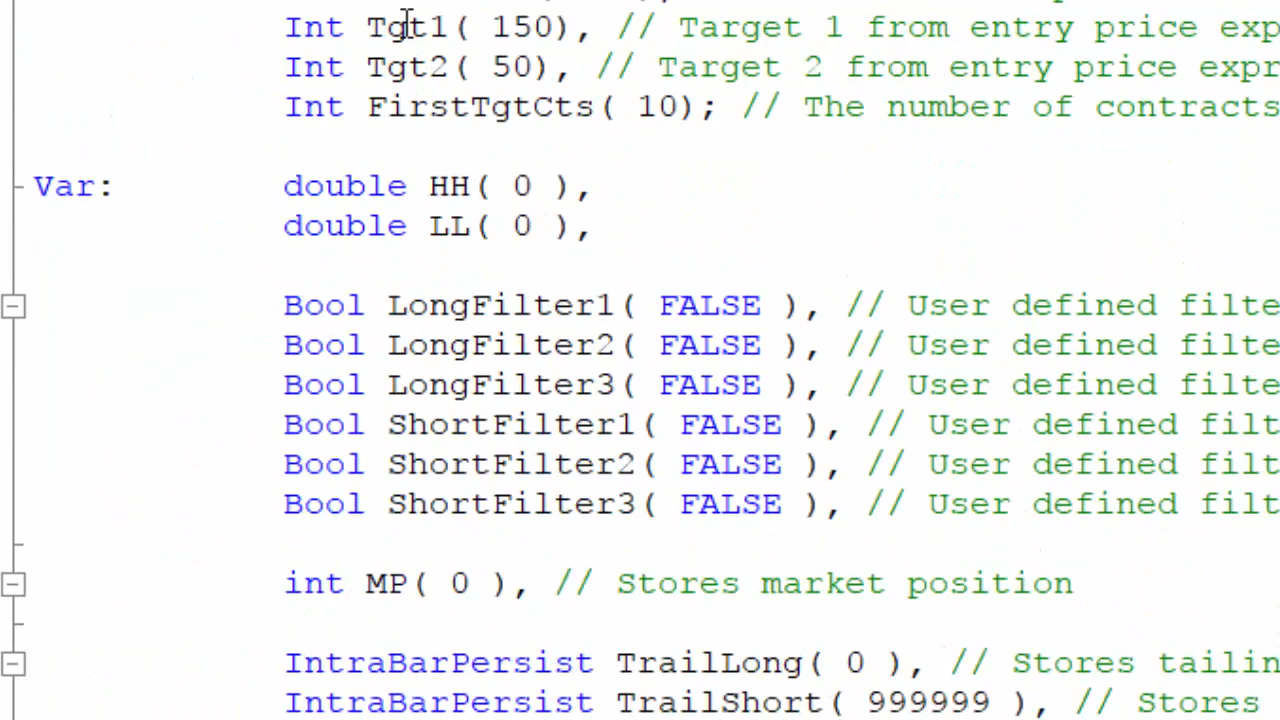 Int Tgt1( 150), // Target 1 from entry price exp
Int Tgt2( 50), // Target 2 from entry price expr
Int FirstTgtCts( 10); // The number of contracts
Var: double HH( 0 ),
double LL( 0 ),
Bool LongFilter1( FALSE ), // User defined filte
Bool LongFilter2( FALSE ), // User defined filte
Bool LongFilter3( FALSE ), // User defined filte
Bool ShortFilter1( FALSE ), // User defined filt
Bool ShortFilter2( FALSE ), // User defined filt
Bool ShortFilter3( FALSE ), // User defined filt
int MP( 0 ), // Stores market position
IntraBarPersist TrailLong( 0 ), // Stores tailin
IntraBarPersist TrailShort( 999999 ), // Stores